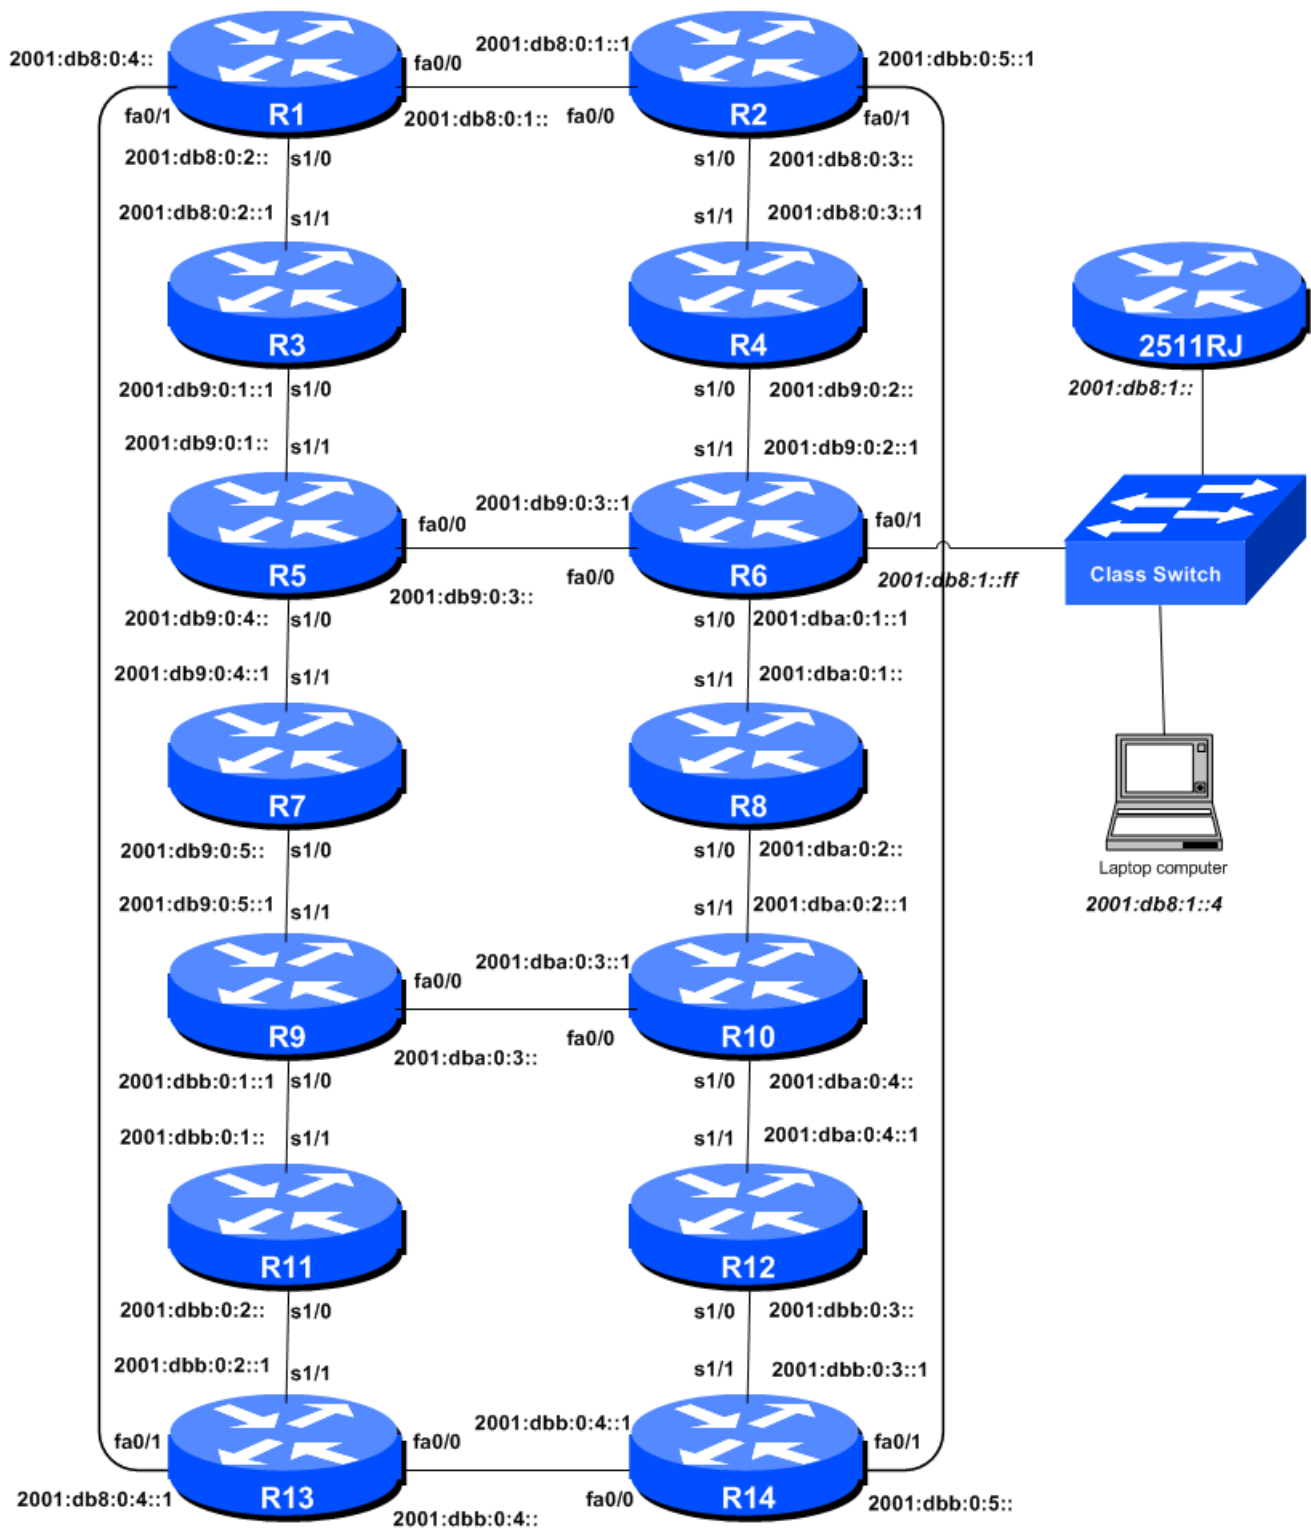 2001:db8:0:4::
fa0/0
2001:db8:0:1::1
2001:dbb:0:5::1
fa0/1
R1
2001:db8:0:1::
fa0/0
R2
fa0/1
2001:db8:0:2::
s1/0
s1/0
2001:db8:0:3::
2001:db8:0:2::1
s1/1
s1/1
2001:db8:0:3::1
R3
R4
2511RJ
2001:db9:0:1::1
s1/0
s1/0
2001:db9:0:2::
2001:db8:1::
2001:db9:0:1::
s1/1
s1/1
2001:db9:0:2::1
fa0/0
2001:db9:0:3::1
fa0/1
R5
2001:db9:0:3::
fa0/0
R6
2001:db8:1::ff
Class Switch
2001:db9:0:4::
s1/0
s1/0
2001:dba:0:1::1
2001:db9:0:4::1
s1/1
s1/1
2001:dba:0:1::
R7
R8
2001:db9:0:5::
s1/0
s1/0
2001:dba:0:2::
Laptop computer
2001:db8:1::4
2001:db9:0:5::1
s1/1
s1/1
2001:dba:0:2::1
fa0/0
2001:dba:0:3::1
R9
2001:dba:0:3::
fa0/0
R10
2001:dbb:0:1::1
s1/0
s1/0
2001:dba:0:4::
2001:dbb:0:1::
s1/1
s1/1
2001:dba:0:4::1
R11
R12
2001:dbb:0:2::
s1/0
s1/0
2001:dbb:0:3::
2001:dbb:0:2::1
s1/1
s1/1
2001:dbb:0:3::1
fa0/1
fa0/0
2001:dbb:0:4::1
fa0/1
2001:db8:0:4::1
R13
2001:dbb:0:4::
fa0/0
R14
2001:dbb:0:5::